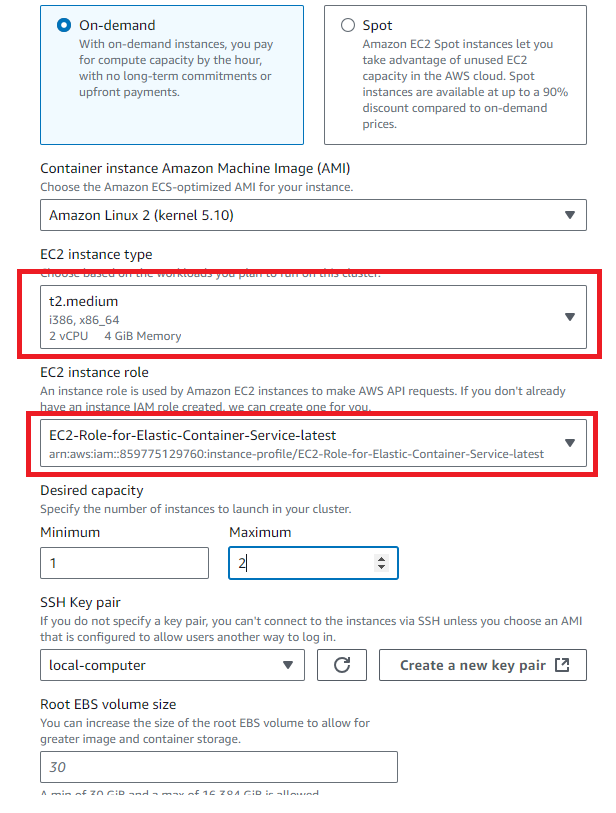 On-demand
With on-demand instances, you pay
for compute capacity by the hour,
with no long-term commitments or
upfront payments.
Spot
Amazon EC2 Spot instances let you
take advantage of unused EC2
capacity in the AWS cloud. Spot
instances are available at up to a 90%
discount compared to on-demand
prices.
Container instance Amazon Machine Image (AMI)
Choose the Amazon ECS-optimized AMI for your instance.
Amazon Linux 2 (kernel 5.10)
EC2 instance type
Choose based on the workloads you plan to run on this cluster.
t2.medium
i386, x86_64
2 vCPU 4 GiB Memory
EC2 instance role
An instance role is used by Amazon EC2 instances to make AWS API requests. If you don't already
have an instance IAM role created, we can create one for you.
EC2-Role-for-Elastic-Container-Service-latest
arn:aws:iam::859775129760:instance-profile/EC2-Role-for-Elastic-Container-Service-latest
Desired capacity
Specify the number of instances to launch in your cluster.
Minimum
Maximum
1
2
SSH Key pair
If you do not specify a key pair, you can't connect to the instances via SSH unless you choose an AMI
that is configured to allow users another way to log in.
local-computer
Create a new key pair
Root EBS volume size
You can increase the size of the root EBS volume to allow for
greater image and container storage.
30
A min of 30 GiB and a max of 16,384 GiB is allowed.